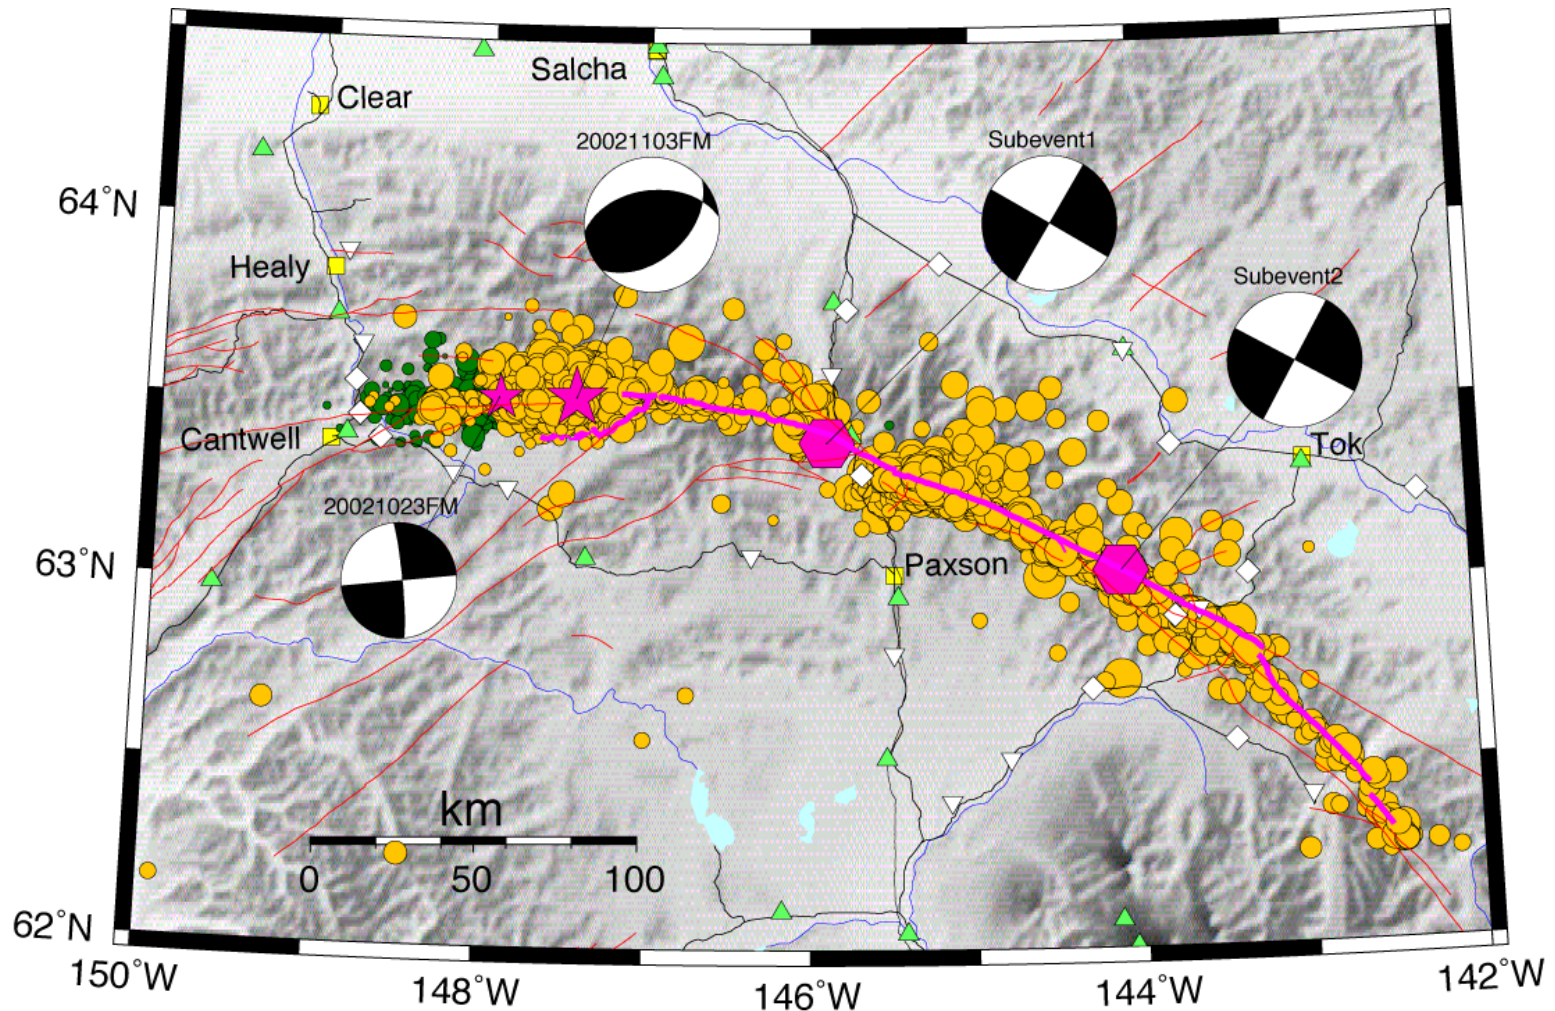 Salcha
Clear
20021103FM
Subevent1
64°N
Healy
Subevent2
Cantwell
Tok
20021023FM
63°N
Paxson
km
0 50 100
62°N
150°W 148°W 146°W 144°W 142°W